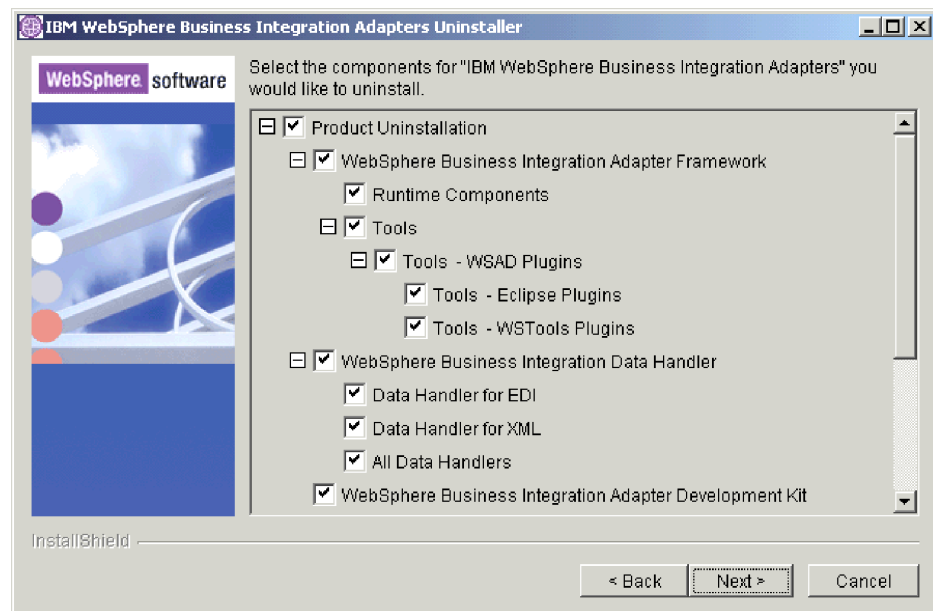 IBM WebSphere Business Integration Adapters Uninstaller
WebSphere software
Select the components for "IBM WebSphere Business Integration Adapters" you
would like to uninstall.
Product Uninstallation
WebSphere Business Integration Adapter Framework
Runtime Components
Tools
Tools - WSAD Plugins
Tools - Eclipse Plugins
Tools - WSTools Plugins
WebSphere Business Integration Data Handler
Data Handler for EDI
Data Handler for XML
All Data Handlers
WebSphere Business Integration Adapter Development Kit
InstallShield
< Back
Next >
Cancel